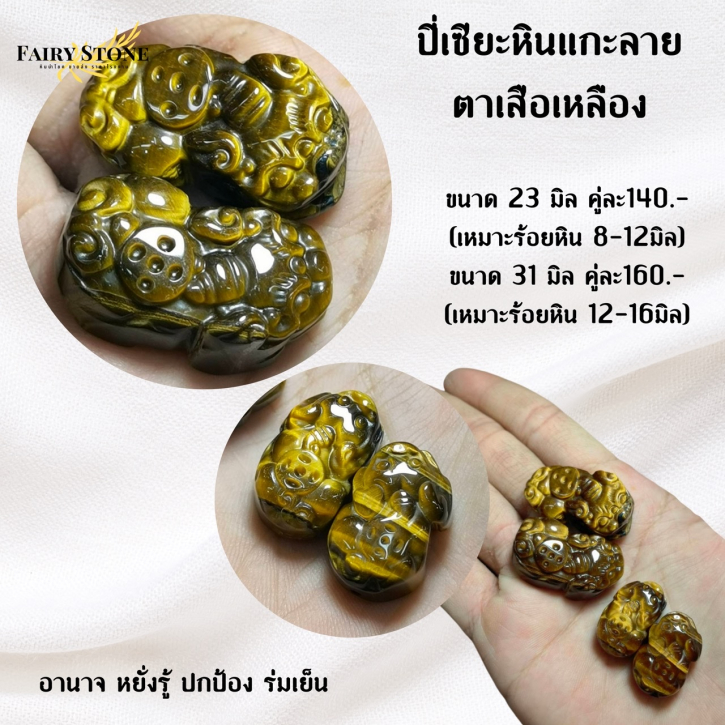 FAIRY STONE
ปี่เซียะหินแกะลาย
ตาเสือเหลือง
ขนาด 23 มิล คู่ละ140.-
(เหมาะร้อยหิน 8-12มิล)
ขนาด 31 มิล คู่ละ160.-
(เหมาะร้อยหิน 12-16มิล)
อานาจ หยั่งรู้ ปกป้อง ร่มเย็น